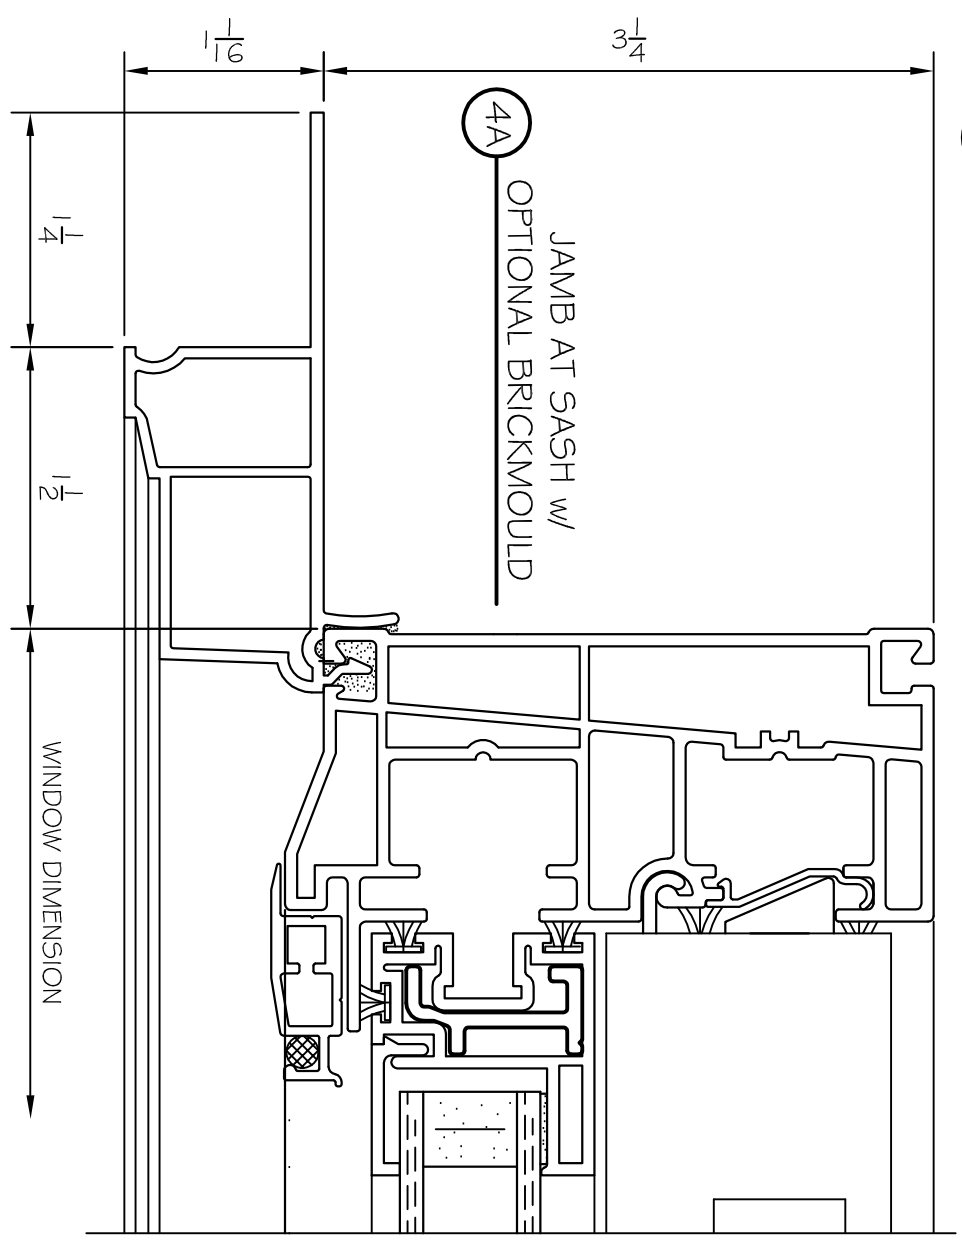 1 1/16
3 1/4
4A
JAMB AT SASH w/
OPTIONAL BRICKMOULD
1 1/4
1 1/2
WINDOW DIMENSION